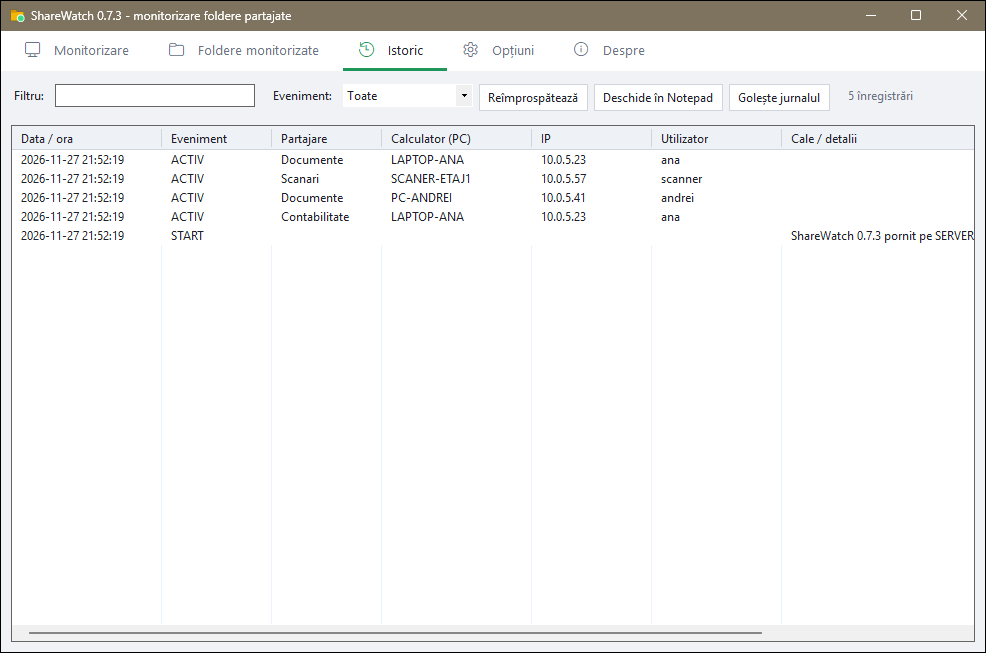 ShareWatch 0.7.3 - monitorizare foldere partajate
Monitorizare Foldere monitorizate Istoric Opțiuni Despre
Filtru: Eveniment: Toate Reîmprospătează Deschide în Notepad Golește jurnalul 5 înregistrări
Data / ora Eveniment Partajare Calculator (PC) IP Utilizator Cale / detalii
2026-11-27 21:52:19 ACTIV Documente LAPTOP-ANA 10.0.5.23 ana
2026-11-27 21:52:19 ACTIV Scanari SCANER-ETAJ1 10.0.5.57 scanner
2026-11-27 21:52:19 ACTIV Documente PC-ANDREI 10.0.5.41 andrei
2026-11-27 21:52:19 ACTIV Contabilitate LAPTOP-ANA 10.0.5.23 ana
2026-11-27 21:52:19 START ShareWatch 0.7.3 pornit pe SERVER